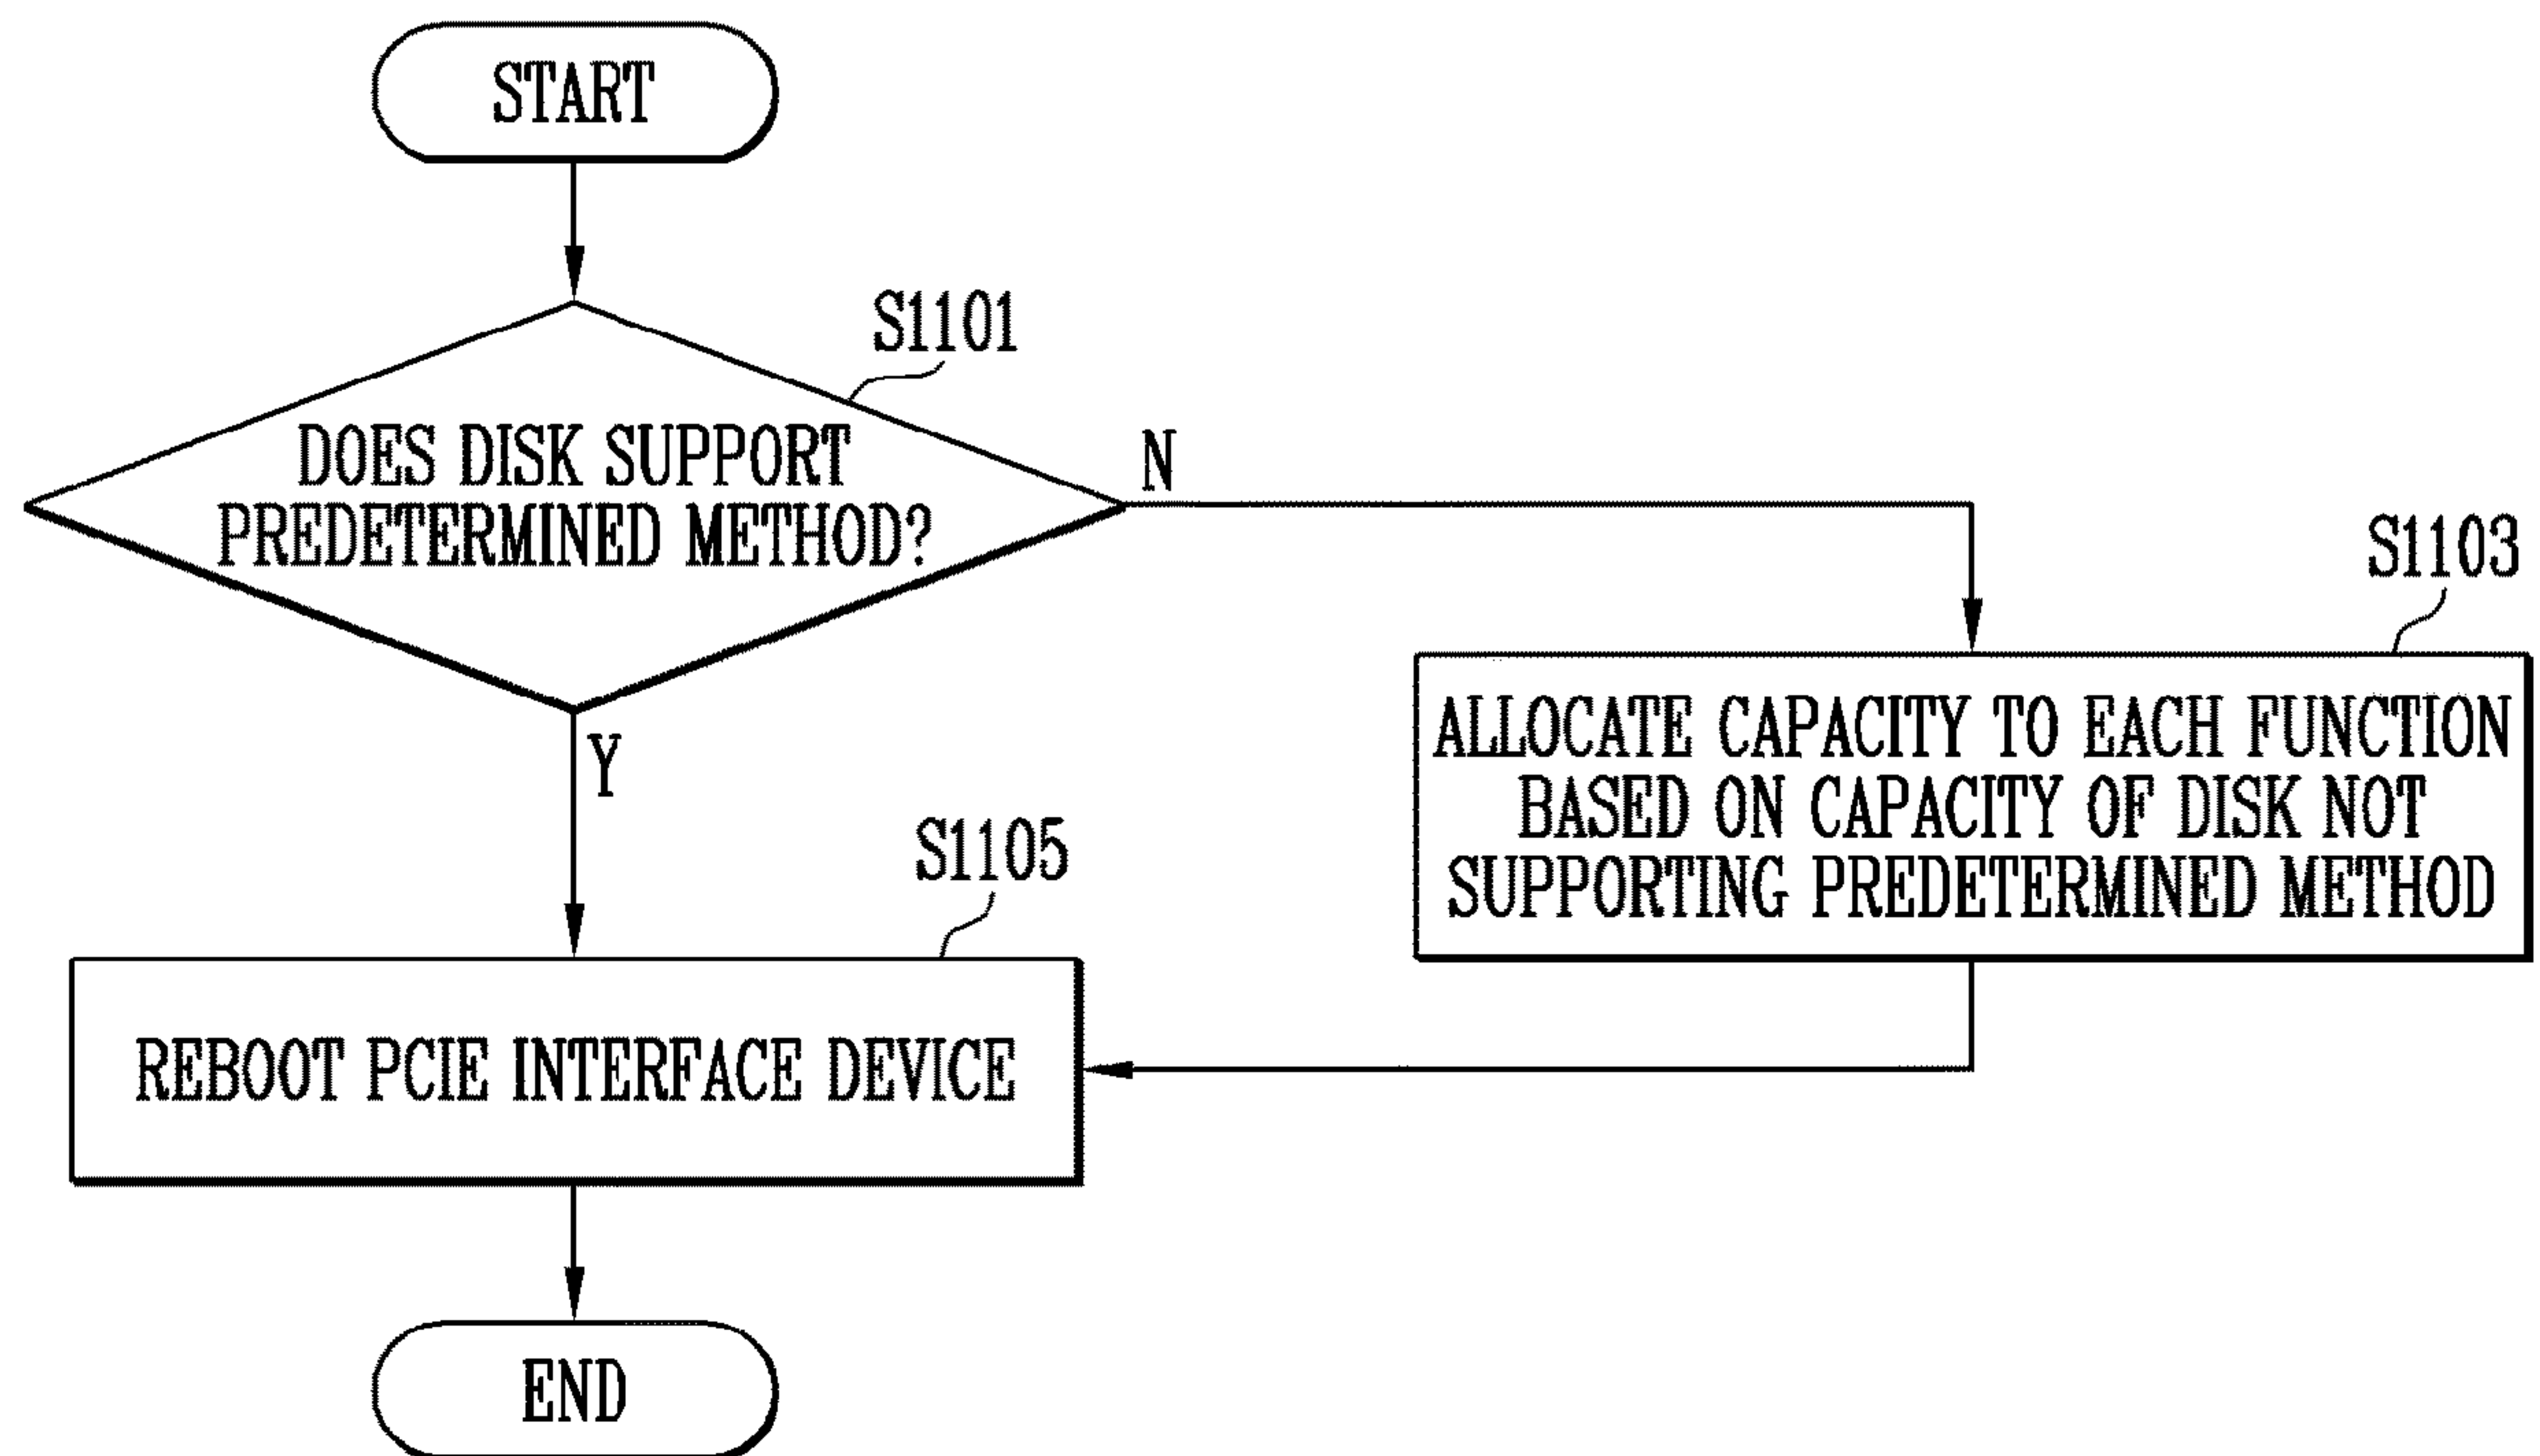 START
S1101
DOES DISK SUPPORT
PREDETERMINED METHOD?
N
Y
S1103
ALLOCATE CAPACITY TO EACH FUNCTION
BASED ON CAPACITY OF DISK NOT
SUPPORTING PREDETERMINED METHOD
S1105
REBOOT PCIE INTERFACE DEVICE
END